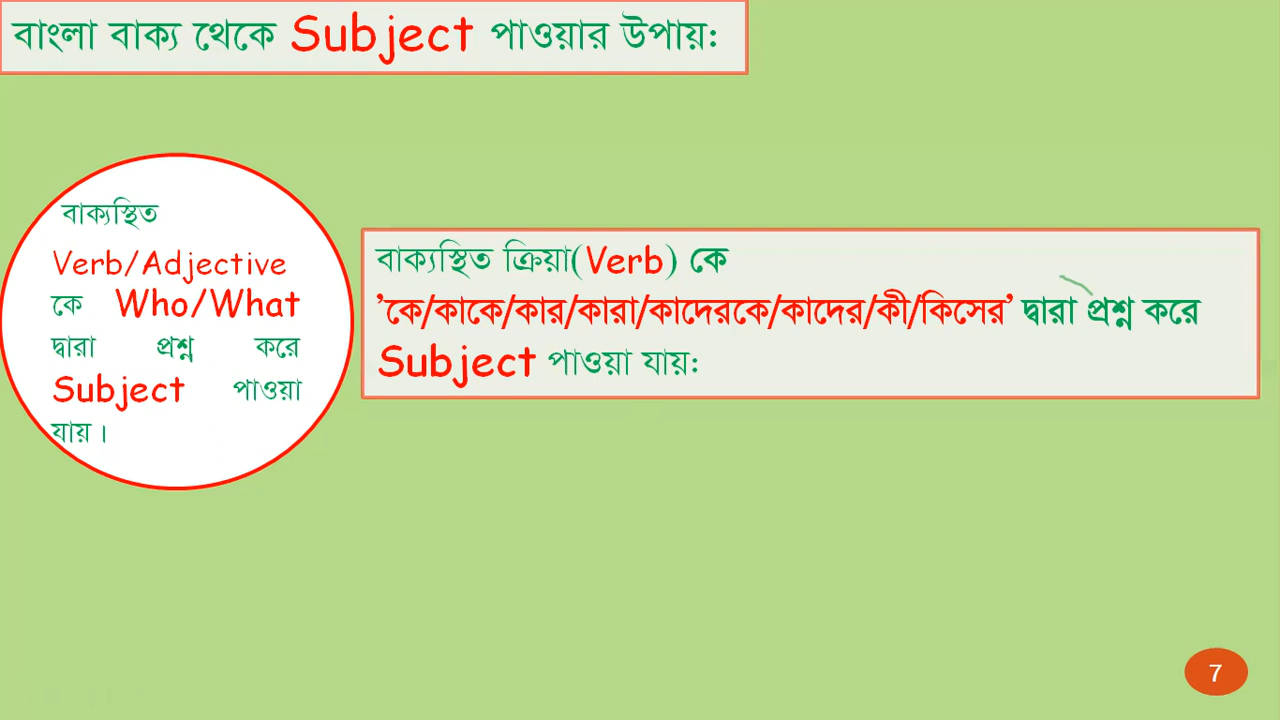 বাংলা বাক্য থেকে Subject পাওয়ার উপায়:
বাক্যস্থিত
Verb/Adjective
কে Who/What
দ্বারা প্রশ্ন করে
Subject পাওয়া
যায়।
বাক্যস্থিত ক্রিয়া(Verb) কে
'কে/কাকে/কার/কারা/কাদেরকে/কাদের/কী/কিসের' দ্বারা প্রশ্ন করে
Subject পাওয়া যায়:
7